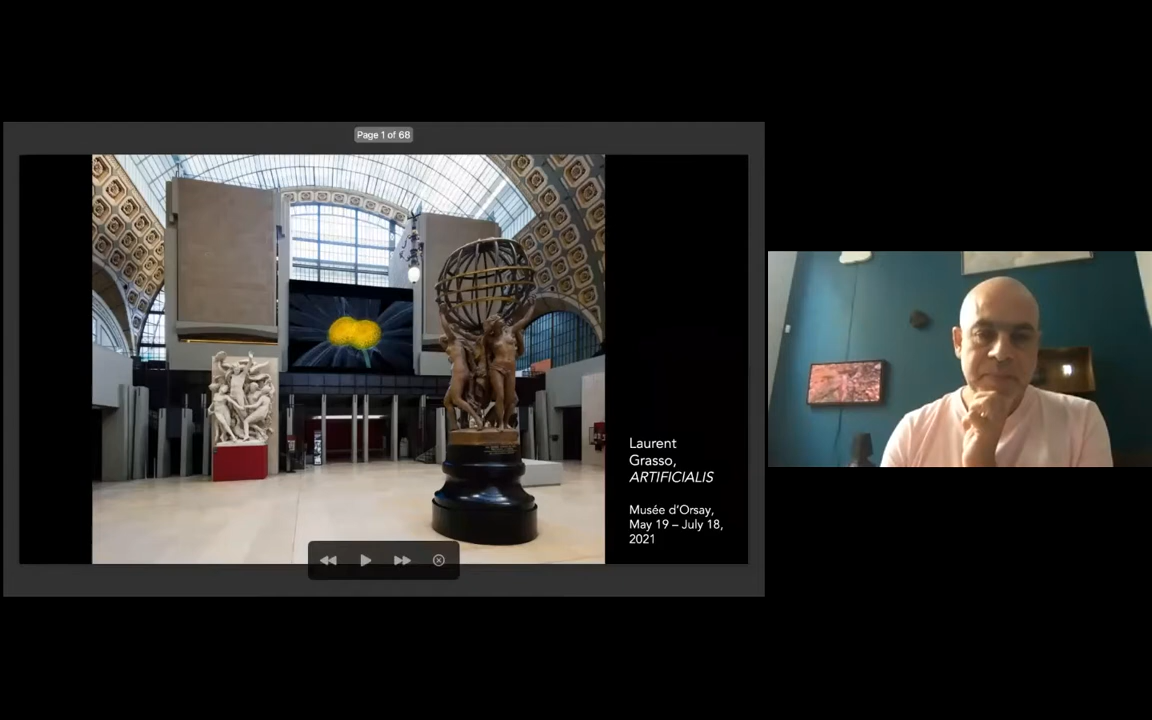 Page 1 of 68
Laurent
Grasso,
ARTIFICIALIS
Musée d'Orsay,
May 19 – July 18,
2021